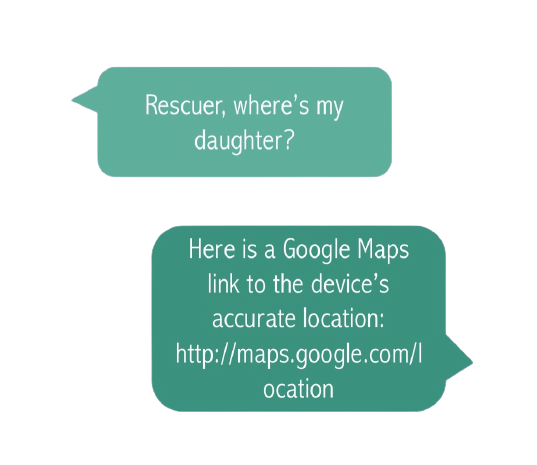 Rescuer, where's my
daughter?
Here is a Google Maps
link to the device's
accurate location:
http://maps.google.com/l
ocation